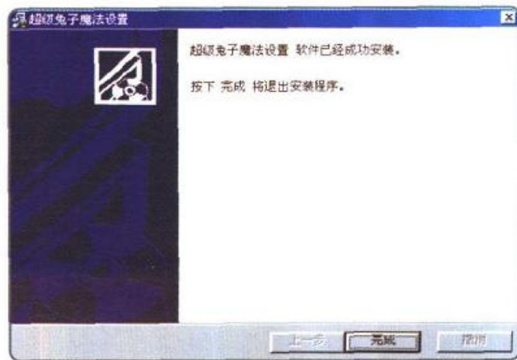 超级兔子魔法设置
超级兔子魔法设置 软件已经成功安装。
按下 完成 将退出安装程序。
上一步
完成
取消